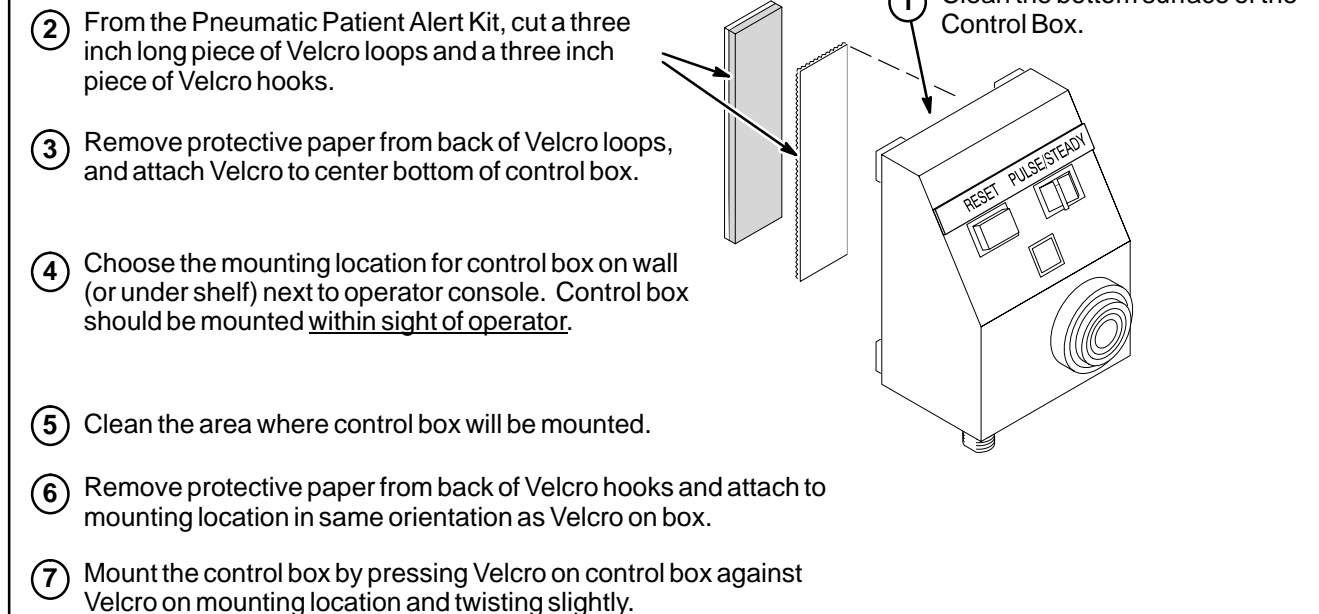 1 Clean the bottom surface of the
Control Box.
2 From the Pneumatic Patient Alert Kit, cut a three
inch long piece of Velcro loops and a three inch
piece of Velcro hooks.
3 Remove protective paper from back of Velcro loops,
and attach Velcro to center bottom of control box.
RESET PULSE/STEADY
4 Choose the mounting location for control box on wall
(or under shelf) next to operator console. Control box
should be mounted within sight of operator.
5 Clean the area where control box will be mounted.
6 Remove protective paper from back of Velcro hooks and attach to
mounting location in same orientation as Velcro on box.
7 Mount the control box by pressing Velcro on control box against
Velcro on mounting location and twisting slightly.